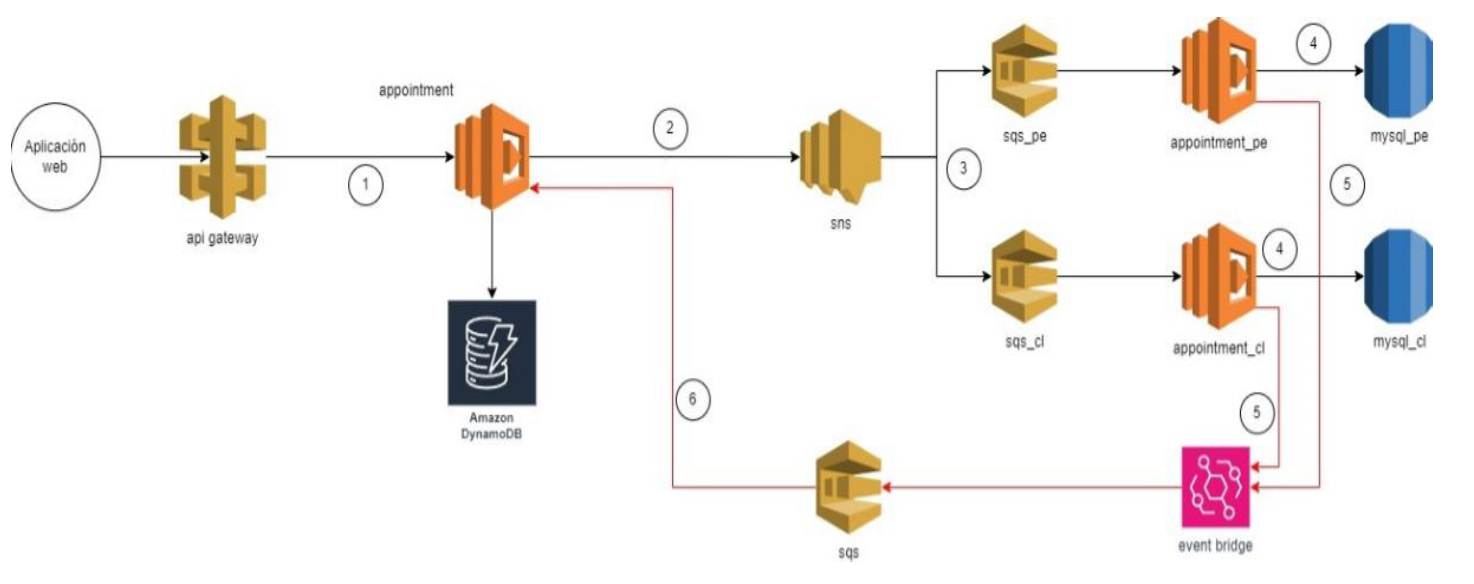 Aplicación
web
api gateway
1
appointment
Amazon
DynamoDB
2
sns
3
sqs_pe
appointment_pe
4
mysql_pe
5
sqs_cl
appointment_cl
4
mysql_cl
5
event bridge
sqs
6